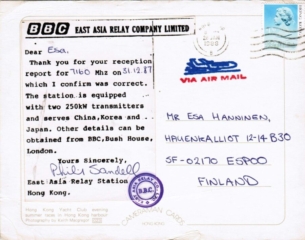 BBC EAST ASIA RELAY COMPANY LIMITED
Dear Esa.
Thank you for your reception
report for 7160 Mhz on 31.12.87
which I confirm was correct.
The station is equipped
with two 250kW transmitters
and serves China, Korea and
Japan. Other details can be
obtained from BBC, Bush House,
London.
Yours Sincerely,
Phil Sandell
East Asia Relay Station
Hong Kong.
VIA AIR MAIL
MR ESA HANNINEN,
HAUENKALLIOT 12-14 B30
SF-02170 ESPOO
FINLAND
B.B.C.